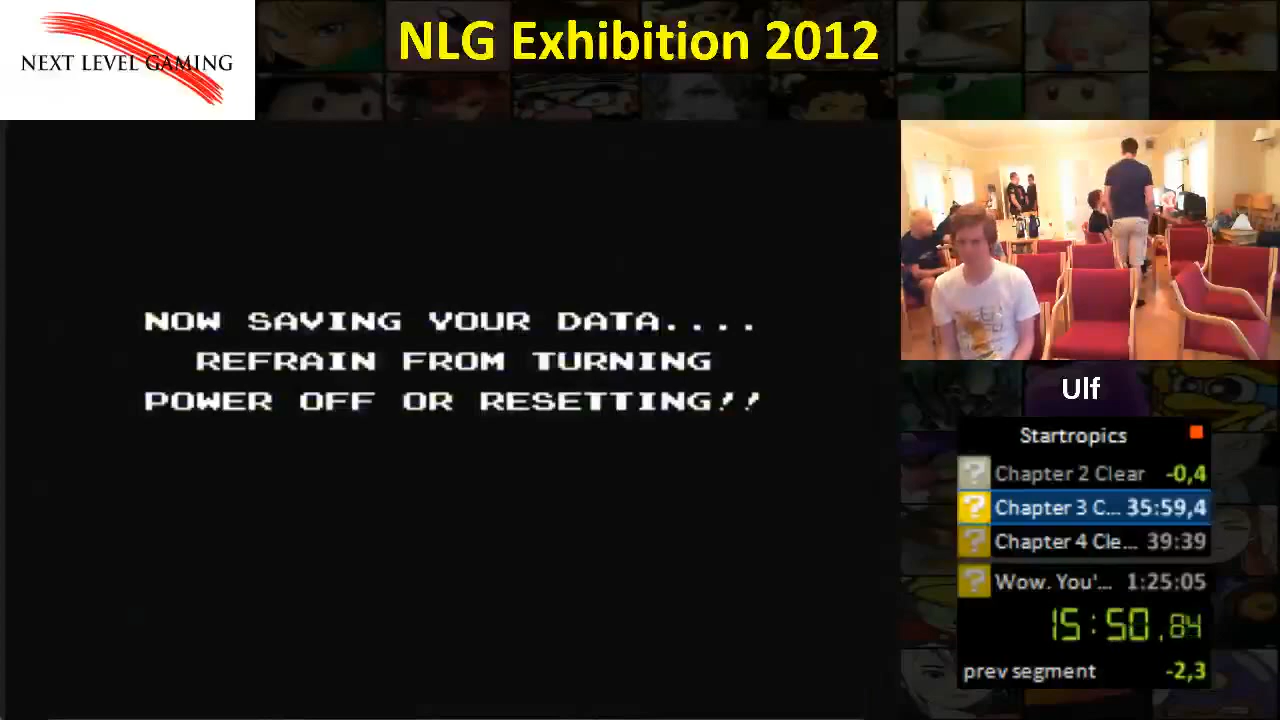 NEXT LEVEL GAMING
NLG Exhibition 2012
NOW SAVING YOUR DATA....
REFRAIN FROM TURNING
POWER OFF OR RESETTING!!
Ulf
Startropics
Chapter 2 Clear -0,4
Chapter 3 C... 35:59,4
Chapter 4 Cle... 39:39
Wow. You'... 1:25:05
15:50.84
prev segment -2,3